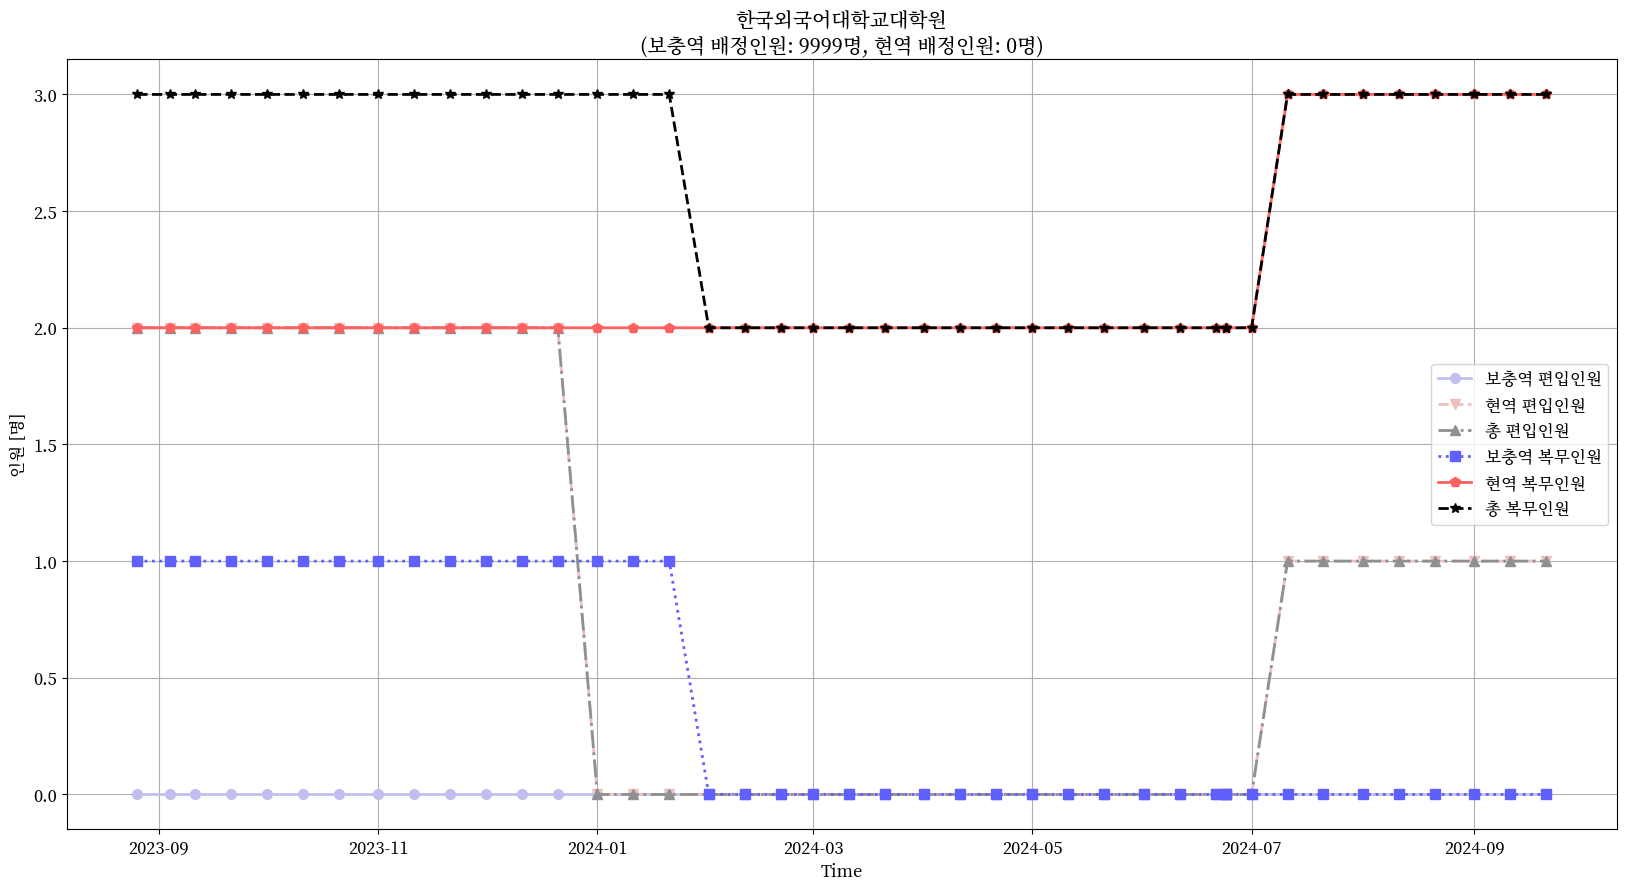 한국외국어대학교대학원
(보충역 배정인원: 9999명, 현역 배정인원: 0명)
인원 [명]
3.0
2.5
2.0
1.5
1.0
0.5
0.0
보충역 편입인원
현역 편입인원
총 편입인원
보충역 복무인원
현역 복무인원
총 복무인원
2023-09
2023-11
2024-01
2024-03
2024-05
2024-07
2024-09
Time